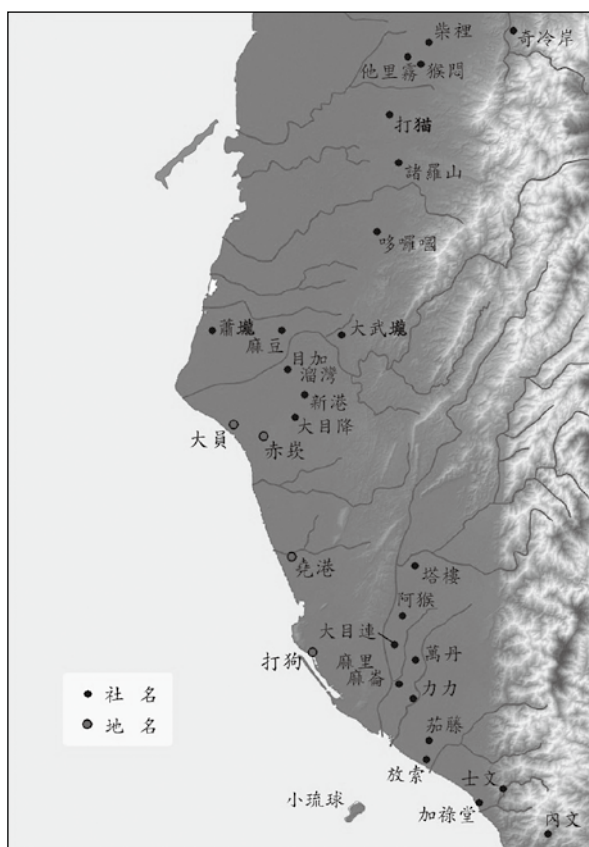 柴裡
奇冷岸
他里霧
猴悶
打貓
諸羅山
哆囉嘓
蕭壠
麻豆
大武壠
目加
溜灣
新港
大目降
大員
赤崁
堯港
塔樓
阿猴
大目連
打狗
麻里
麻崙
萬丹
力力
茄藤
放索
士文
加祿堂
內文
小琉球
社 名
地 名